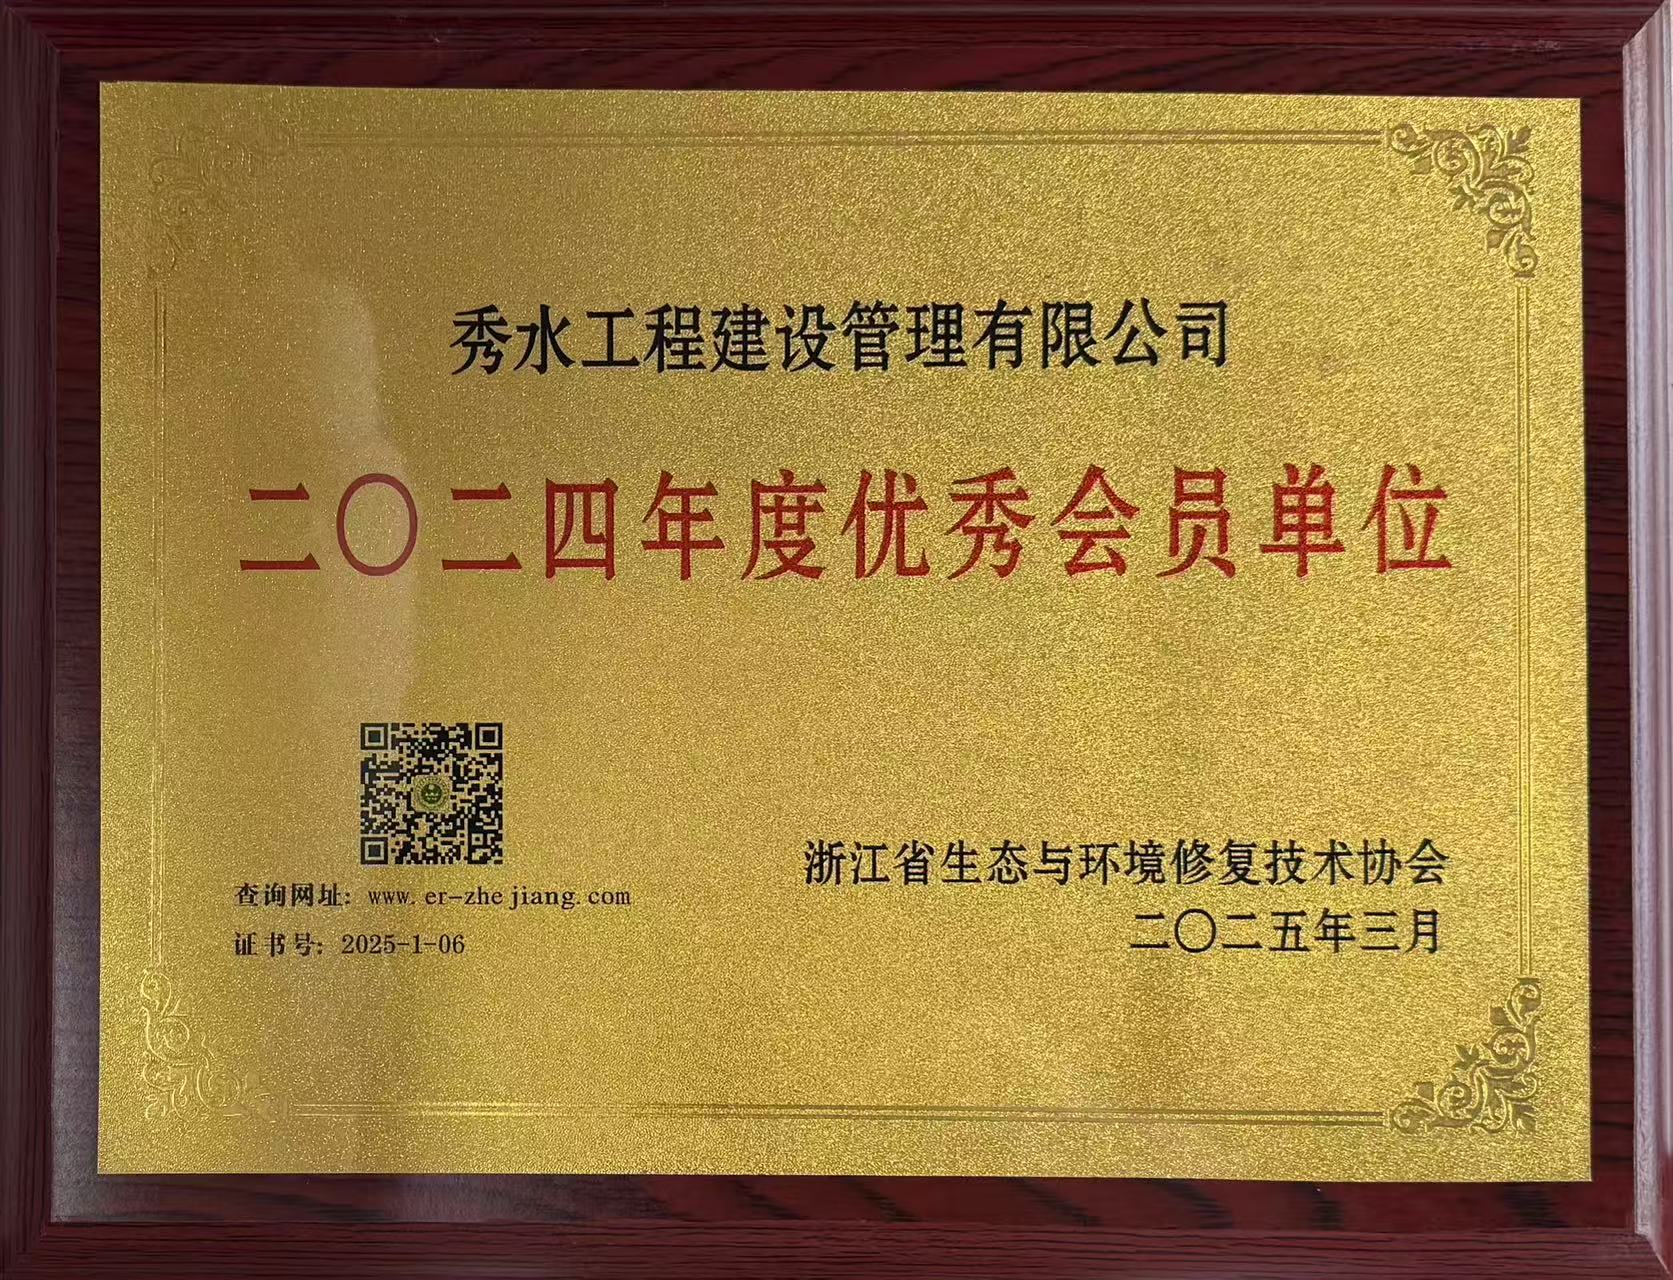 秀水工程建设管理有限公司
二〇二四年度优秀会员单位
查询网址: www.er-zhejiang.com
证书号: 2025-1-06
浙江省生态与环境修复技术协会
二〇二五年三月